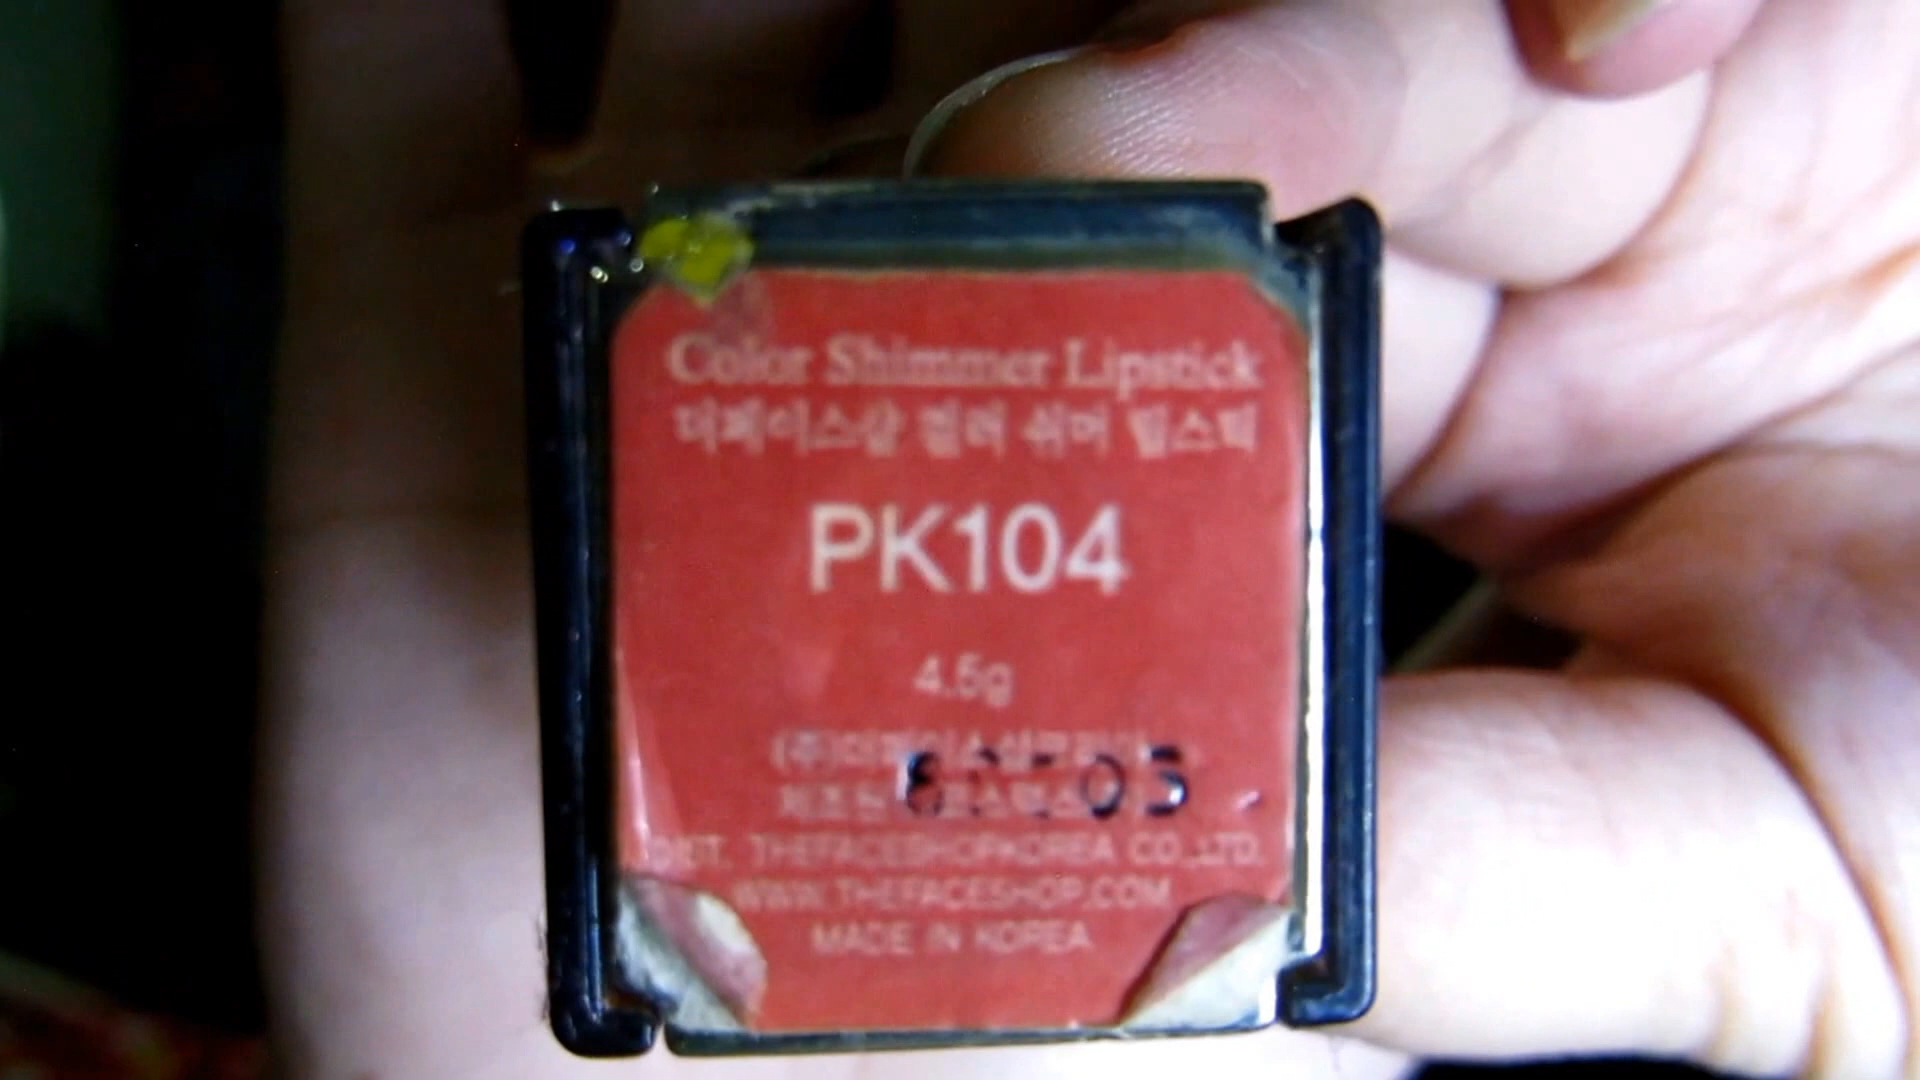 Color Shimmer Lipstick
더페이스샵 컬러 쉬머 립스틱
PK104
4.5g
DIST. THEFACESHOPKOREA CO.,LTD.
WWW.THEFACESHOP.COM
MADE IN KOREA